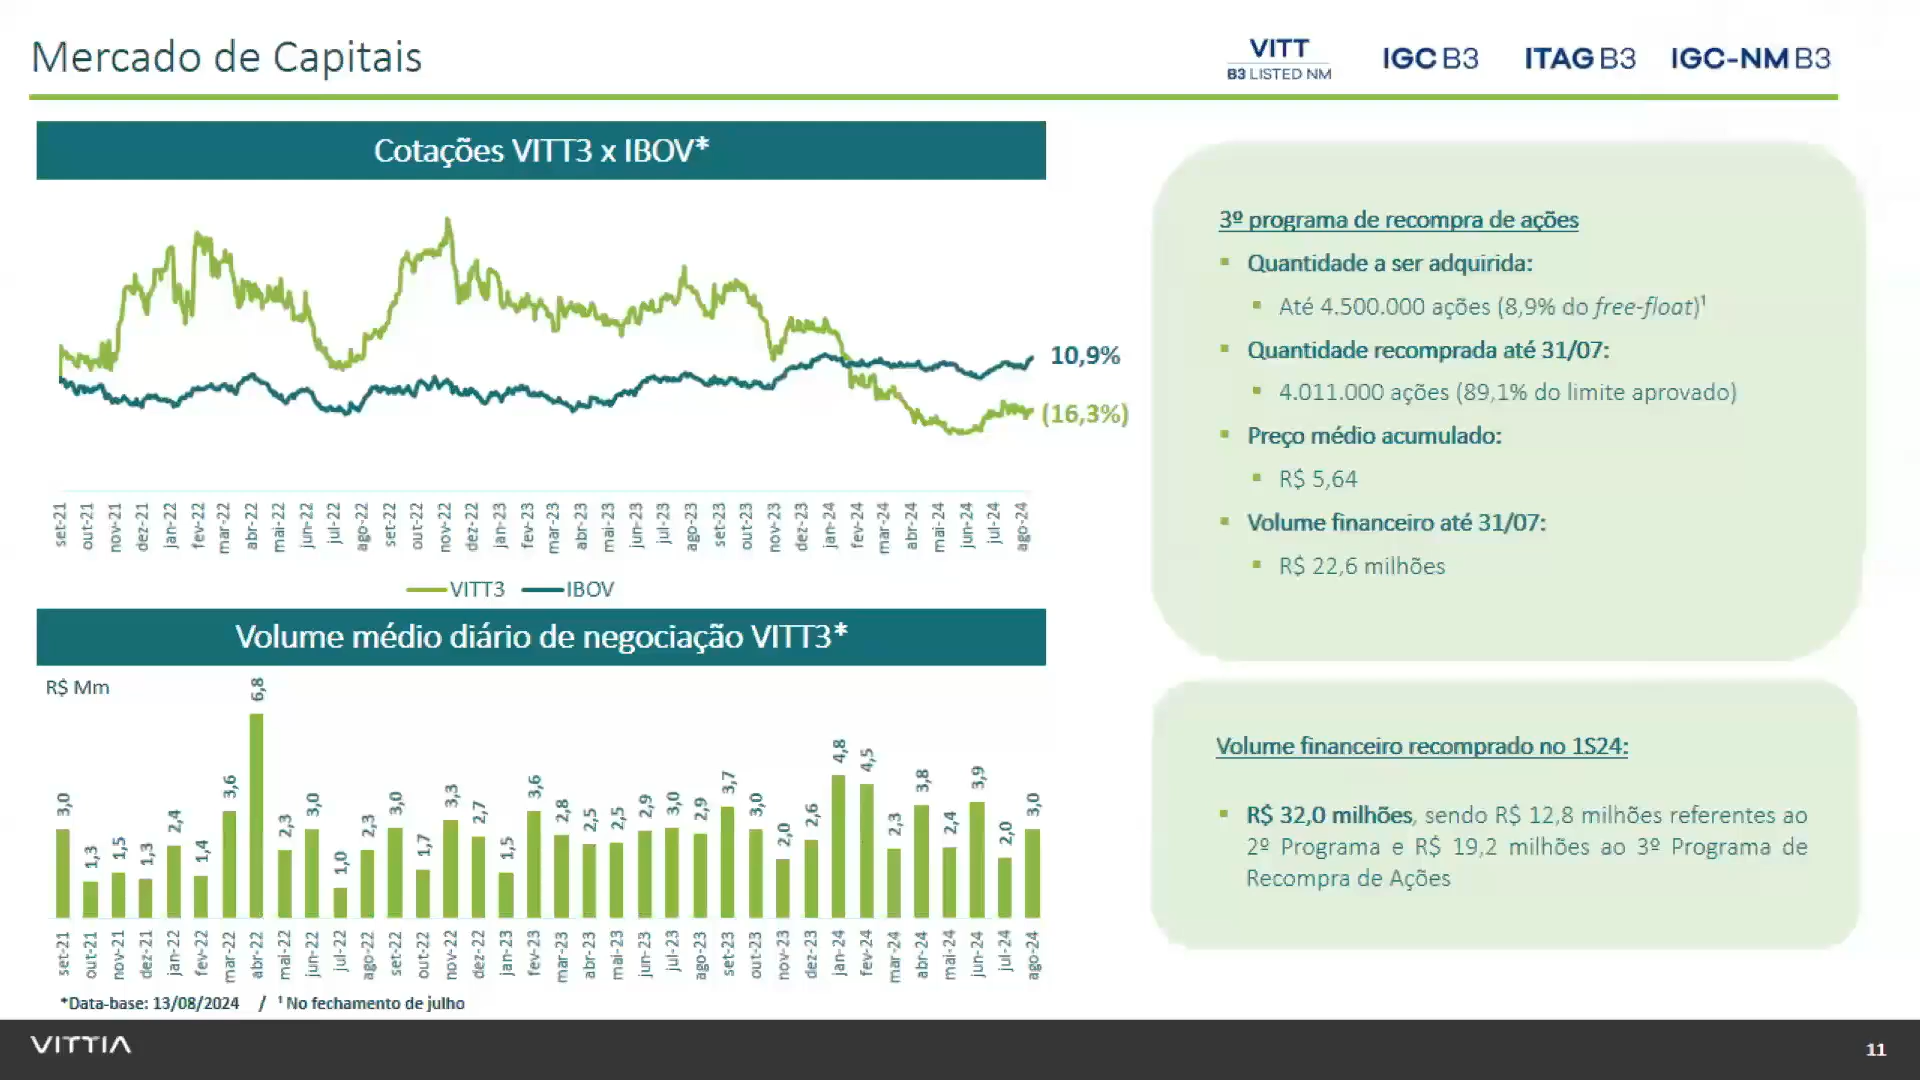 Mercado de Capitais
VITT
B3 LISTED NM
IGC B3
ITAG B3
IGC-NM B3
Cotações VITT3 x IBOV*
10,9%
(16,3%)
set-21 out-21 nov-21 dez-21 jan-22 fev-22 mar-22 abr-22 mai-22 jun-22 jul-22 ago-22 set-22 out-22 nov-22 dez-22 jan-23 fev-23 mar-23 abr-23 mai-23 jun-23 jul-23 ago-23 set-23 out-23 nov-23 dez-23 jan-24 fev-24 mar-24 abr-24 mai-24 jun-24 jul-24 ago-24
VITT3 IBOV
Volume médio diário de negociação VITT3*
R$ Mm
3,0 1,3 1,5 1,3 2,4 1,4 3,6 6,8 2,3 3,0 1,0 2,3 3,0 1,7 3,3 2,7 1,5 3,6 2,8 2,5 2,5 2,9 3,0 2,9 3,7 3,0 2,0 2,6 4,8 4,5 2,3 3,8 2,4 3,9 2,0 3,0
set-21 out-21 nov-21 dez-21 jan-22 fev-22 mar-22 abr-22 mai-22 jun-22 jul-22 ago-22 set-22 out-22 nov-22 dez-22 jan-23 fev-23 mar-23 abr-23 mai-23 jun-23 jul-23 ago-23 set-23 out-23 nov-23 dez-23 jan-24 fev-24 mar-24 abr-24 mai-24 jun-24 jul-24 ago-24
*Data-base: 13/08/2024 / ¹ No fechamento de julho
3º programa de recompra de ações
Quantidade a ser adquirida:
Até 4.500.000 ações (8,9% do free-float)¹
Quantidade recomprada até 31/07:
4.011.000 ações (89,1% do limite aprovado)
Preço médio acumulado:
R$ 5,64
Volume financeiro até 31/07:
R$ 22,6 milhões
Volume financeiro recomprado no 1S24:
R$ 32,0 milhões, sendo R$ 12,8 milhões referentes ao
2º Programa e R$ 19,2 milhões ao 3º Programa de
Recompra de Ações
VITTIA
11